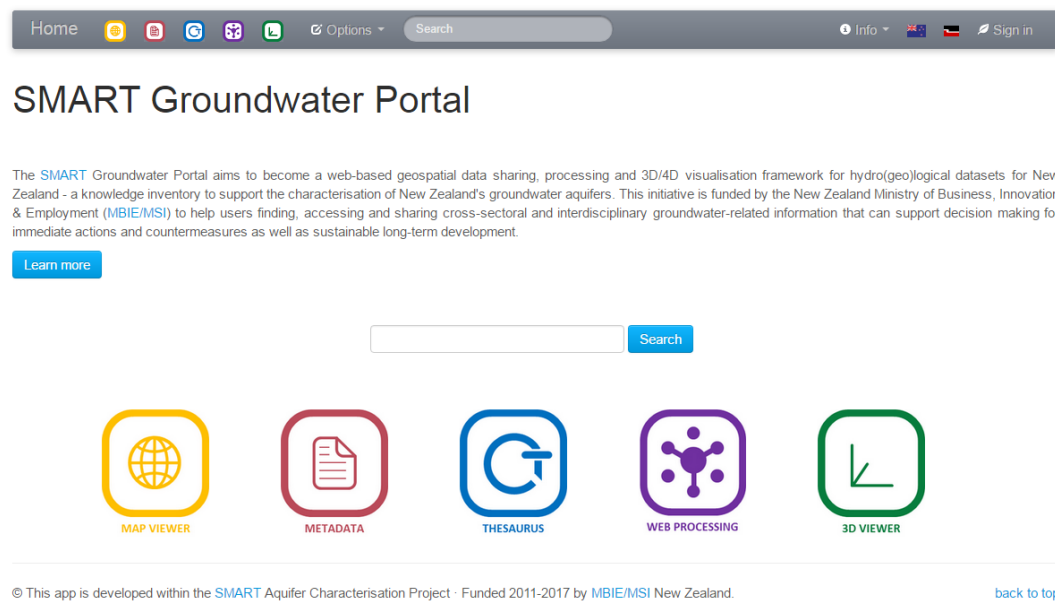 Home Options Search Info Sign in
SMART Groundwater Portal
The SMART Groundwater Portal aims to become a web-based geospatial data sharing, processing and 3D/4D visualisation framework for hydro(geo)logical datasets for New
Zealand - a knowledge inventory to support the characterisation of New Zealand's groundwater aquifers. This initiative is funded by the New Zealand Ministry of Business, Innovation
& Employment (MBIE/MSI) to help users finding, accessing and sharing cross-sectoral and interdisciplinary groundwater-related information that can support decision making fo
immediate actions and countermeasures as well as sustainable long-term development.
Learn more
Search
MAP VIEWER METADATA THESAURUS WEB PROCESSING 3D VIEWER
© This app is developed within the SMART Aquifer Characterisation Project · Funded 2011-2017 by MBIE/MSI New Zealand. back to top